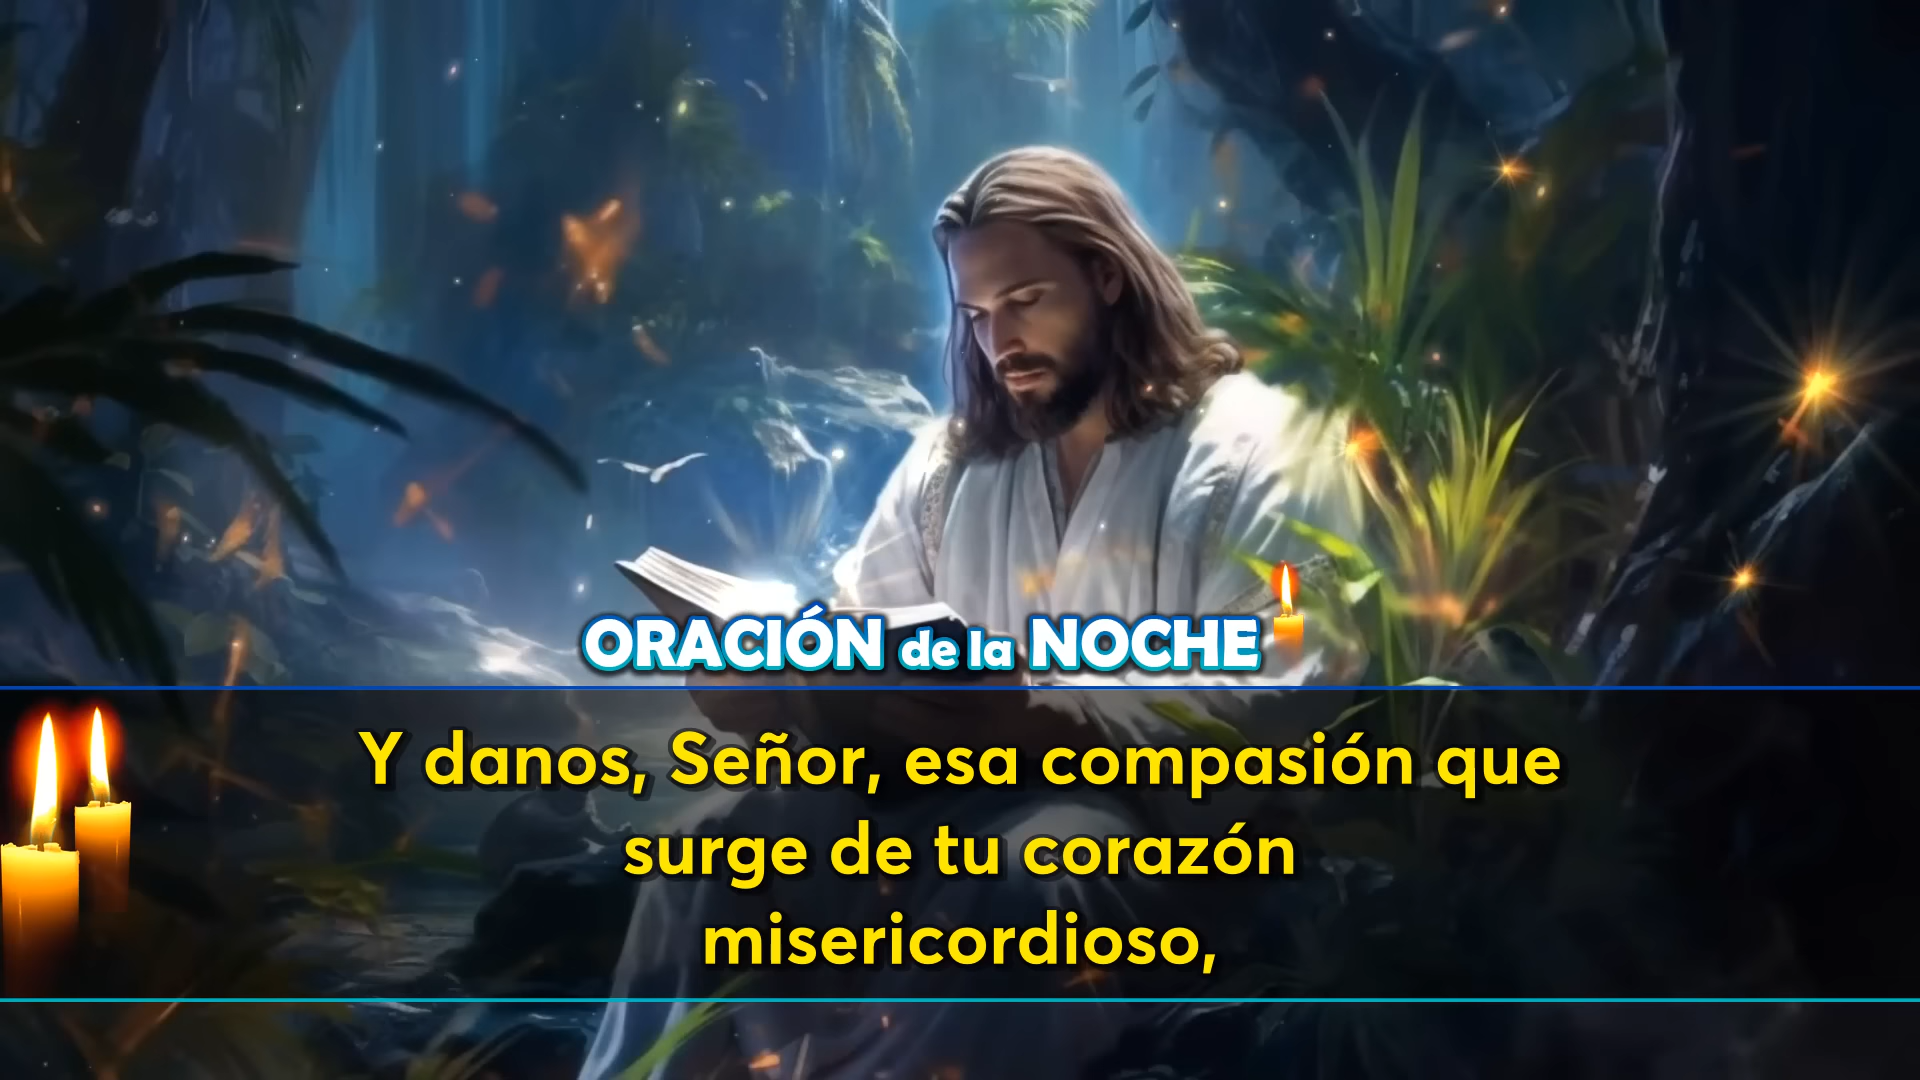 ORACIÓN de la NOCHE
Y danos, Señor, esa compasión que
surge de tu corazón
misericordioso,